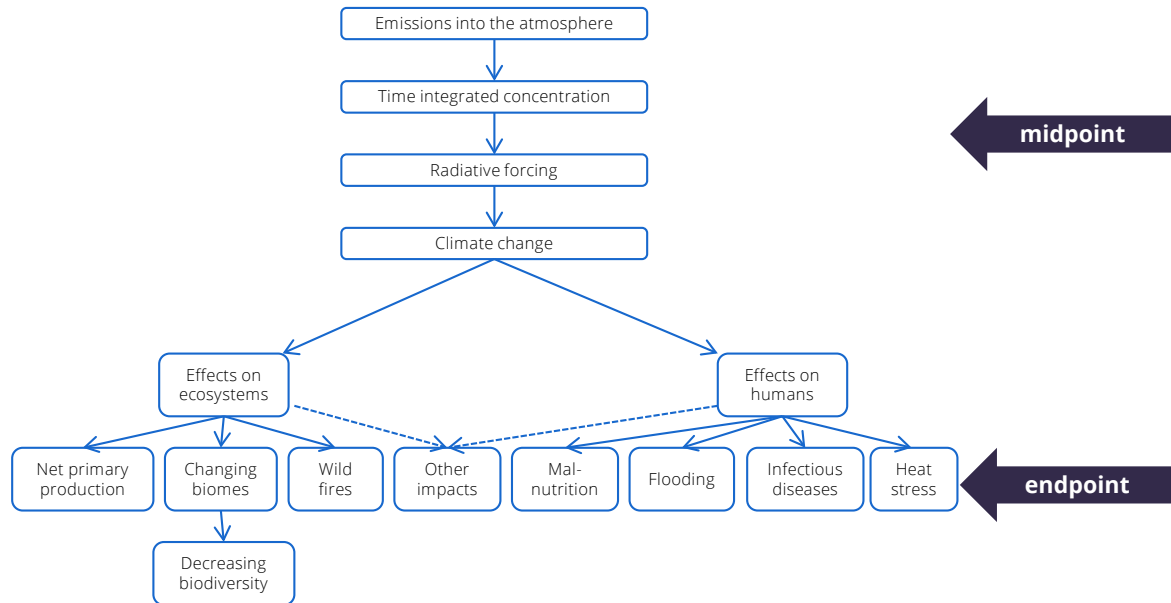 Emissions into the atmosphere
Time integrated concentration
midpoint
Radiative forcing
Climate change
Effects on
ecosystems
Effects on
humans
Net primary
production
Changing
biomes
Wild
fires
Other
impacts
Mal-
nutrition
Flooding
Infectious
diseases
Heat
stress
endpoint
Decreasing
biodiversity